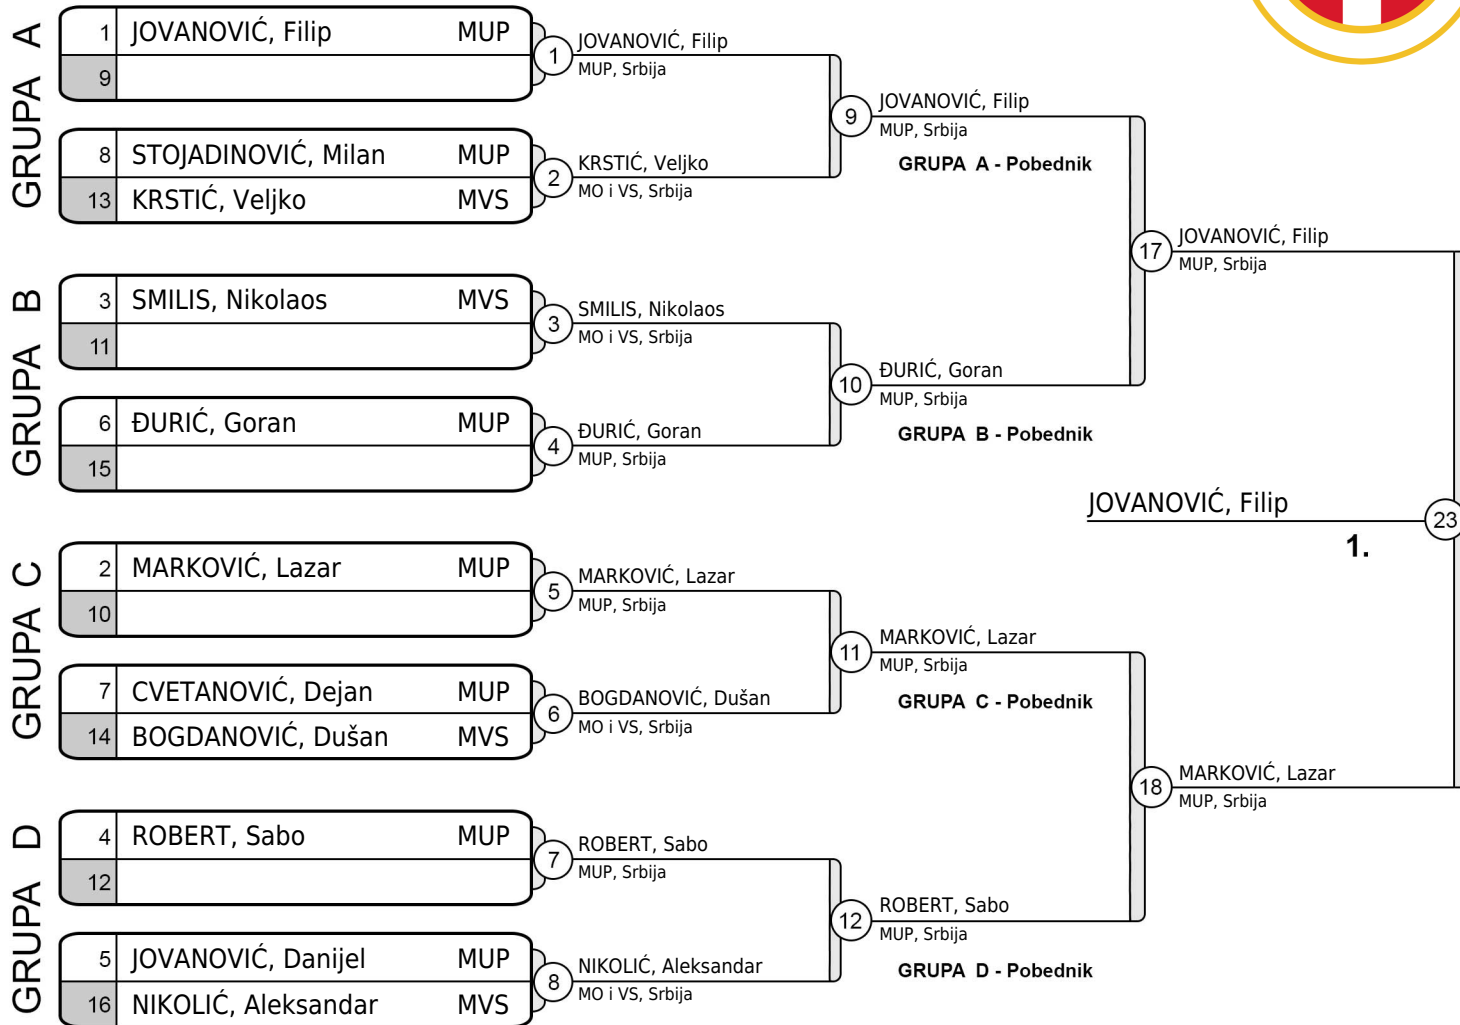 GRUPA A
1 JOVANOVIĆ, Filip MUP
9
8 STOJADINOVIĆ, Milan MUP
13 KRSTIĆ, Veljko MVS
GRUPA B
3 SMILIS, Nikolaos MVS
11
6 ĐURIĆ, Goran MUP
15
GRUPA C
2 MARKOVIĆ, Lazar MUP
10
7 CVETANOVIĆ, Dejan MUP
14 BOGDANOVIĆ, Dušan MVS
GRUPA D
4 ROBERT, Sabo MUP
12
5 JOVANOVIĆ, Danijel MUP
16 NIKOLIĆ, Aleksandar MVS
1 JOVANOVIĆ, Filip
MUP, Srbija
2 KRSTIĆ, Veljko
MO i VS, Srbija
3 SMILIS, Nikolaos
MO i VS, Srbija
4 ĐURIĆ, Goran
MUP, Srbija
5 MARKOVIĆ, Lazar
MUP, Srbija
6 BOGDANOVIĆ, Dušan
MO i VS, Srbija
7 ROBERT, Sabo
MUP, Srbija
8 NIKOLIĆ, Aleksandar
MO i VS, Srbija
9 JOVANOVIĆ, Filip
MUP, Srbija
GRUPA A - Pobednik
10 ĐURIĆ, Goran
MUP, Srbija
GRUPA B - Pobednik
11 MARKOVIĆ, Lazar
MUP, Srbija
GRUPA C - Pobednik
12 ROBERT, Sabo
MUP, Srbija
GRUPA D - Pobednik
17 JOVANOVIĆ, Filip
MUP, Srbija
18 MARKOVIĆ, Lazar
MUP, Srbija
JOVANOVIĆ, Filip 23
1.